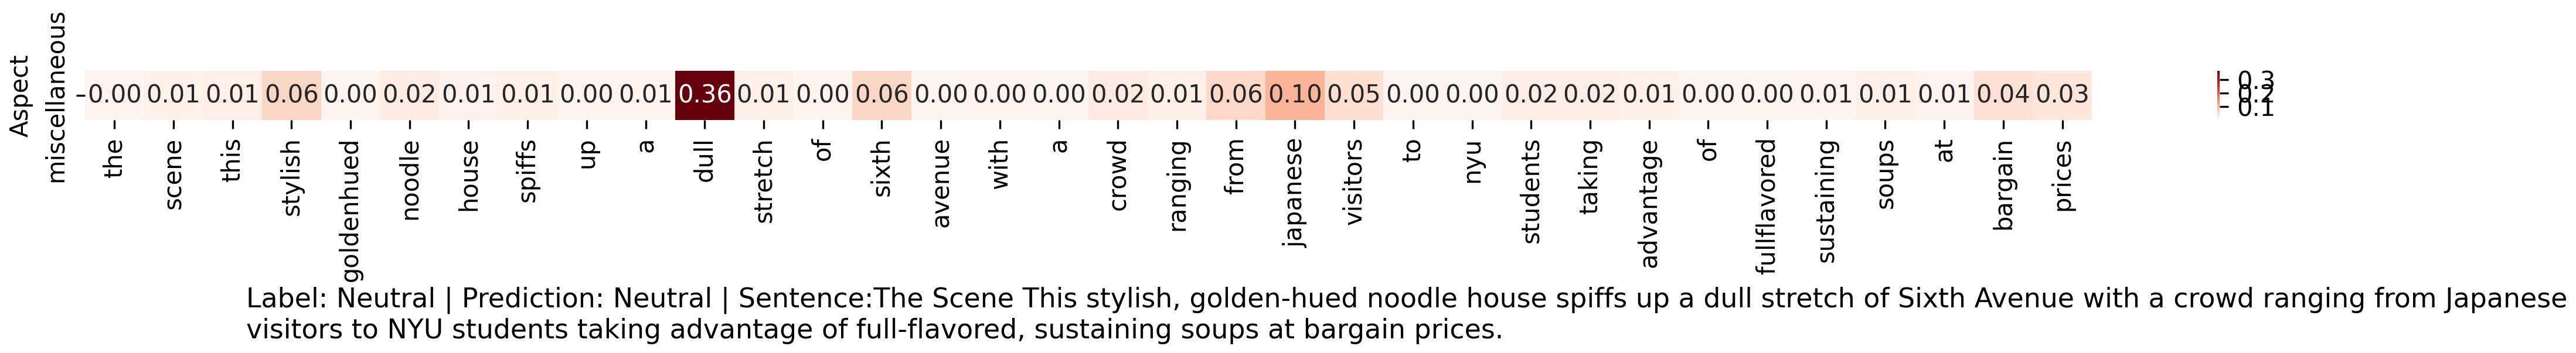 Aspect
miscellaneous
0.00 0.01 0.01 0.06 0.00 0.02 0.01 0.01 0.00 0.01 0.36 0.01 0.00 0.06 0.00 0.00 0.00 0.02 0.01 0.06 0.10 0.05 0.00 0.00 0.02 0.02 0.01 0.00 0.00 0.01 0.01 0.01 0.04 0.03
0.3
0.2
0.1
the scene this stylish goldenhued noodle house spiffs up a dull stretch of sixth avenue with a crowd ranging from japanese visitors to nyu students taking advantage of fullflavored sustaining soups at bargain prices
Label: Neutral | Prediction: Neutral | Sentence:The Scene This stylish, golden-hued noodle house spiffs up a dull stretch of Sixth Avenue with a crowd ranging from Japanese
visitors to NYU students taking advantage of full-flavored, sustaining soups at bargain prices.